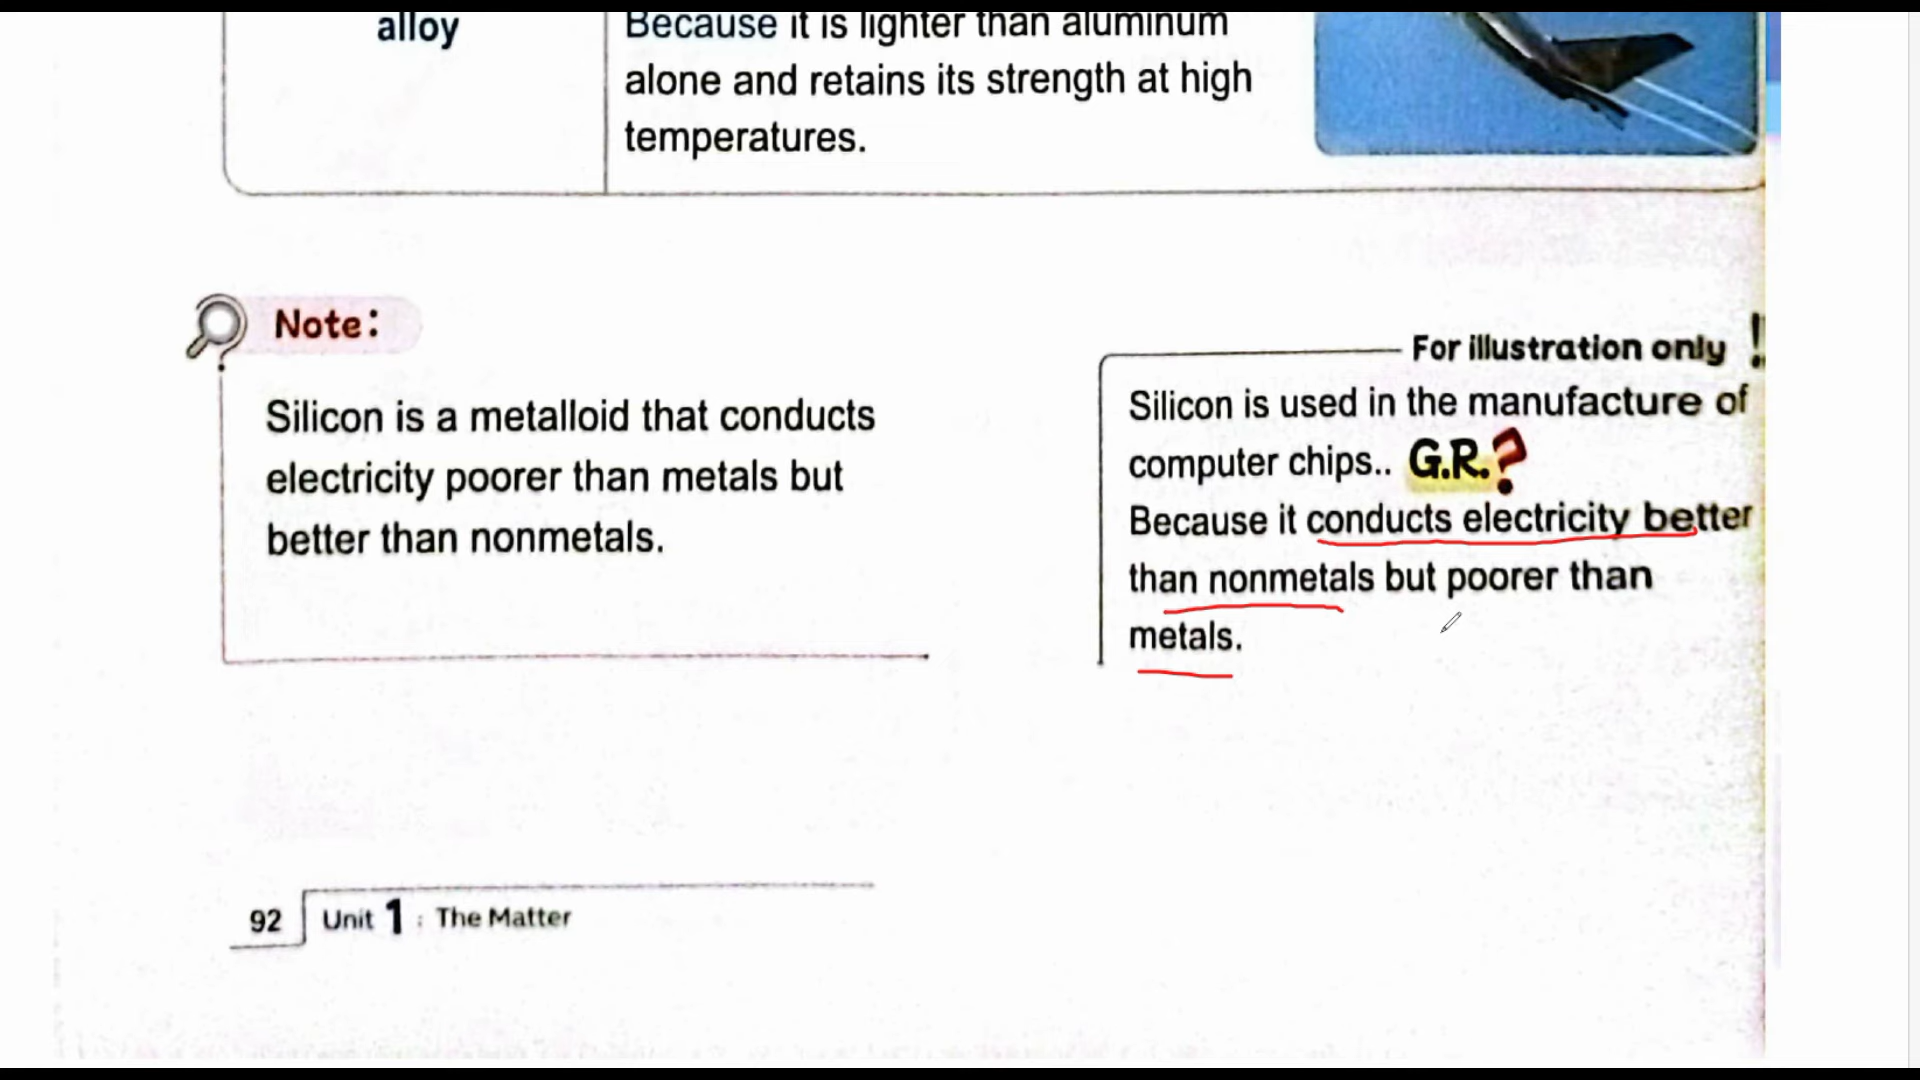 alloy
Because it is lighter than aluminum
alone and retains its strength at high
temperatures.
Note:
Silicon is a metalloid that conducts
electricity poorer than metals but
better than nonmetals.
For illustration only !
Silicon is used in the manufacture of
computer chips.. G.R.?
Because it conducts electricity better
than nonmetals but poorer than
metals.
92 Unit 1 : The Matter